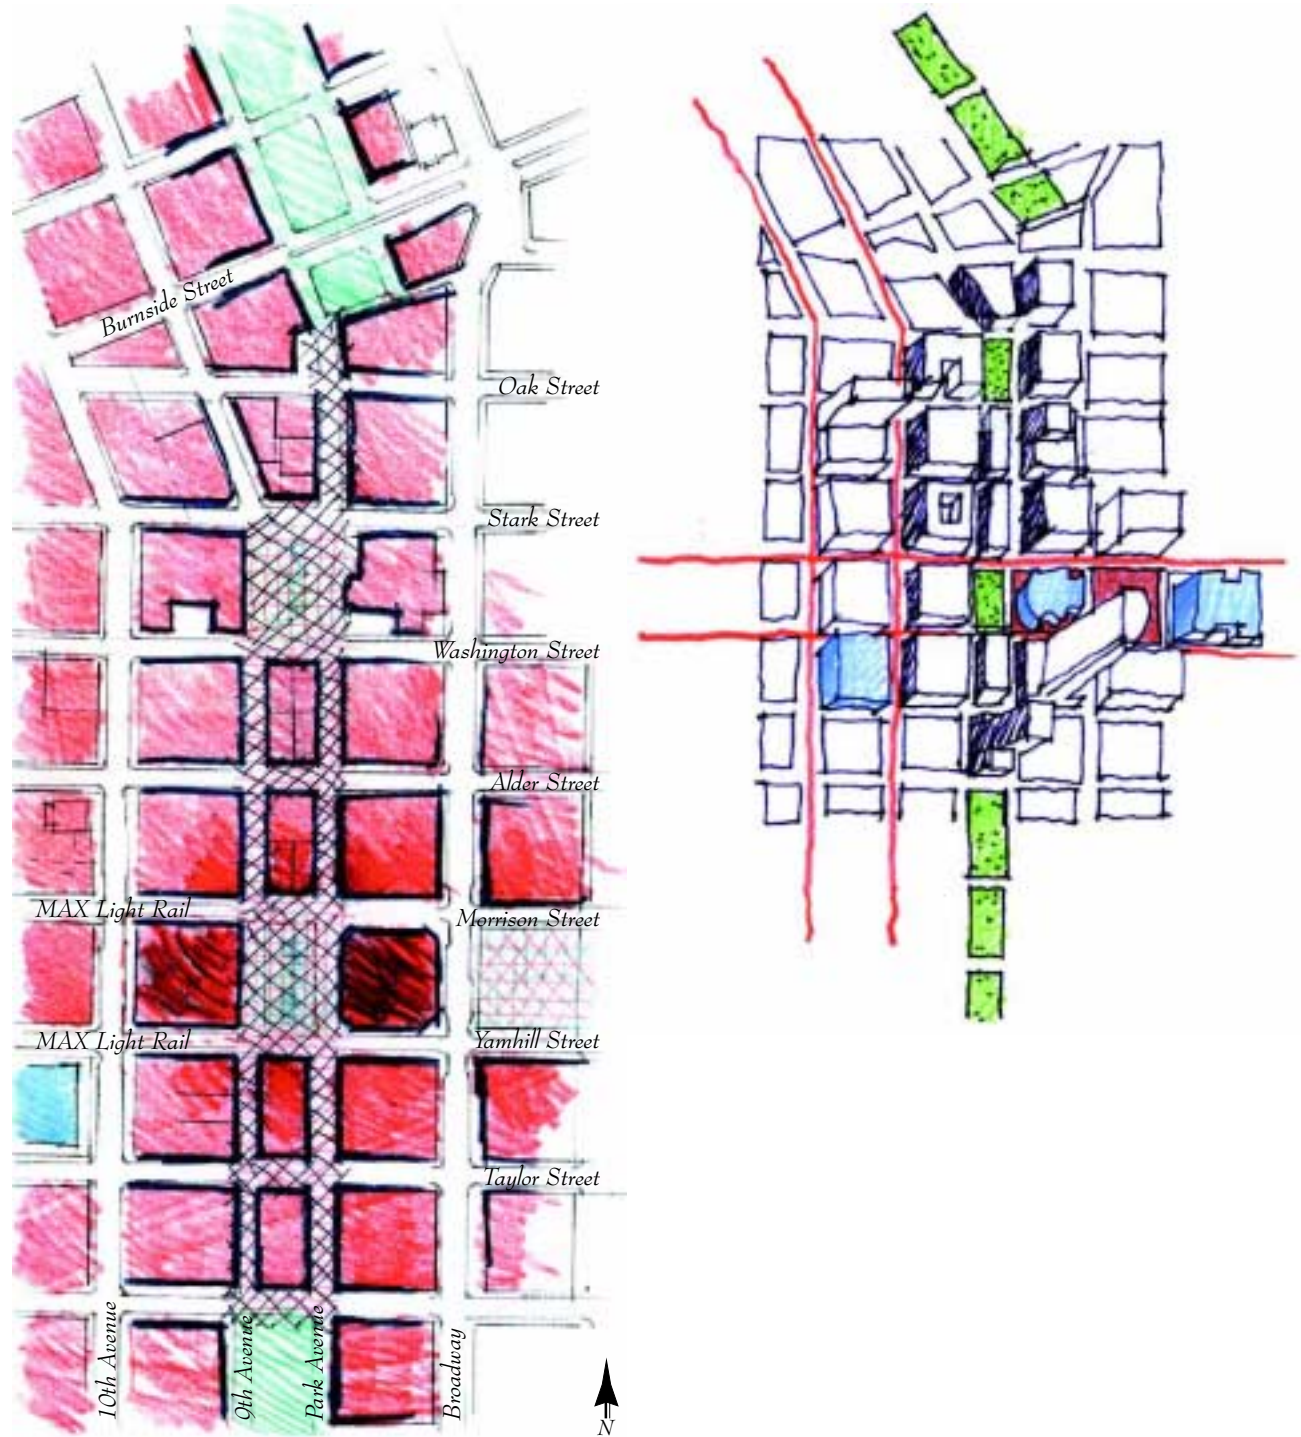 Burnside Street
Oak Street
Stark Street
Washington Street
Alder Street
MAX Light Rail
Morrison Street
MAX Light Rail
Yamhill Street
Taylor Street
10th Avenue
9th Avenue
Park Avenue
Broadway
N